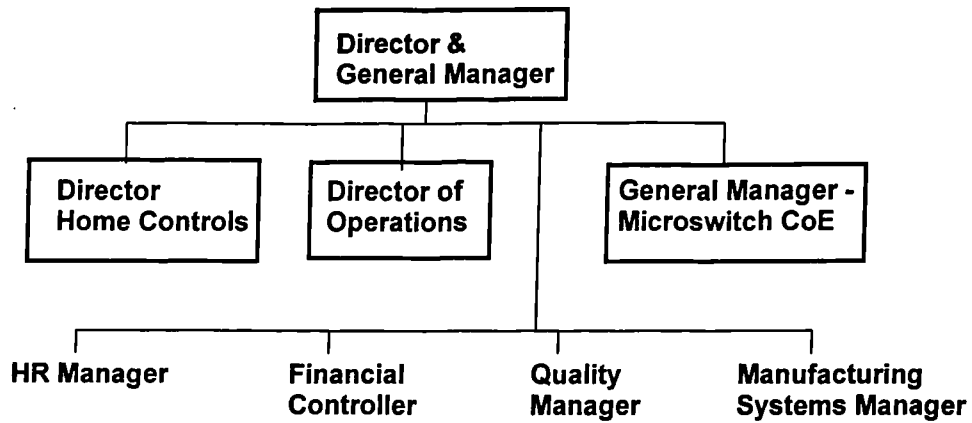 Director &
General Manager
Director
Home Controls
Director of
Operations
General Manager -
Microswitch CoE
HR Manager
Financial
Controller
Quality
Manager
Manufacturing
Systems Manager